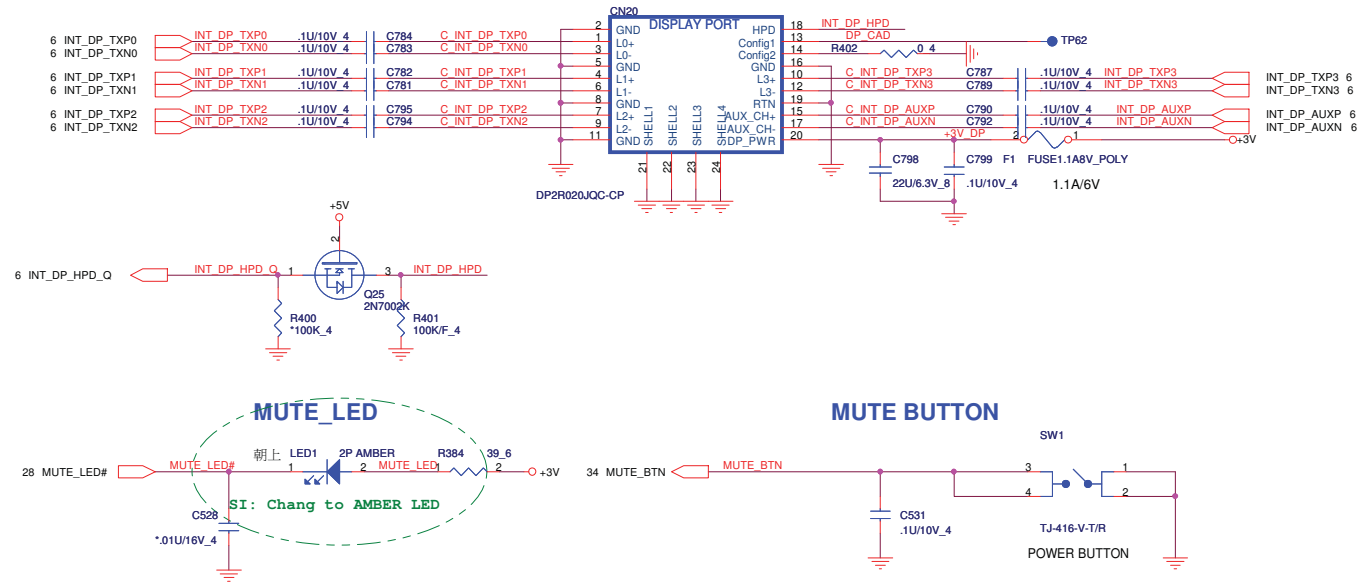 CN20
DISPLAY PORT
6 INT_DP_TXP0 INT_DP_TXP0 .1U/10V_4 C784 C_INT_DP_TXP0
6 INT_DP_TXN0 INT_DP_TXN0 .1U/10V_4 C783 C_INT_DP_TXN0
6 INT_DP_TXP1 INT_DP_TXP1 .1U/10V_4 C782 C_INT_DP_TXP1
6 INT_DP_TXN1 INT_DP_TXN1 .1U/10V_4 C781 C_INT_DP_TXN1
6 INT_DP_TXP2 INT_DP_TXP2 .1U/10V_4 C795 C_INT_DP_TXP2
6 INT_DP_TXN2 INT_DP_TXN2 .1U/10V_4 C794 C_INT_DP_TXN2
2 GND
1 L0+
3 L0-
5 GND
4 L1+
6 L1-
8 GND
7 L2+
9 L2-
11 GND
SHELL1 21
SHELL2 22
SHELL3 23
SHELL4 24
HPD 18 INT_DP_HPD
Config1 13 DP_CAD TP62
Config2 14 R402 0_4
GND 16
L3+ 10 C_INT_DP_TXP3 C787 .1U/10V_4 INT_DP_TXP3 INT_DP_TXP3 6
L3- 12 C_INT_DP_TXN3 C789 .1U/10V_4 INT_DP_TXN3 INT_DP_TXN3 6
RTN 19
AUX_CH+ 15 C_INT_DP_AUXP C790 .1U/10V_4 INT_DP_AUXP INT_DP_AUXP 6
AUX_CH- 17 C_INT_DP_AUXN C792 .1U/10V_4 INT_DP_AUXN INT_DP_AUXN 6
DP_PWR 20 +3V_DP 2 1 +3V
C798
22U/6.3V_8
C799
.1U/10V_4
F1 FUSE1.1A8V_POLY
1.1A/6V
DP2R020JQC-CP
+5V
2
6 INT_DP_HPD_Q INT_DP_HPD_Q 1 3 INT_DP_HPD
Q25
2N7002K
R400
*100K_4
R401
100K/F_4
MUTE_LED
朝上 LED1 2P AMBER R384 39_6
28 MUTE_LED# MUTE_LED# 1 2 MUTE_LED 1 2 +3V
SI: Chang to AMBER LED
C528
*.01U/16V_4
MUTE BUTTON
SW1
34 MUTE_BTN MUTE_BTN 3 1
4 2
C531
.1U/10V_4
TJ-416-V-T/R
POWER BUTTON